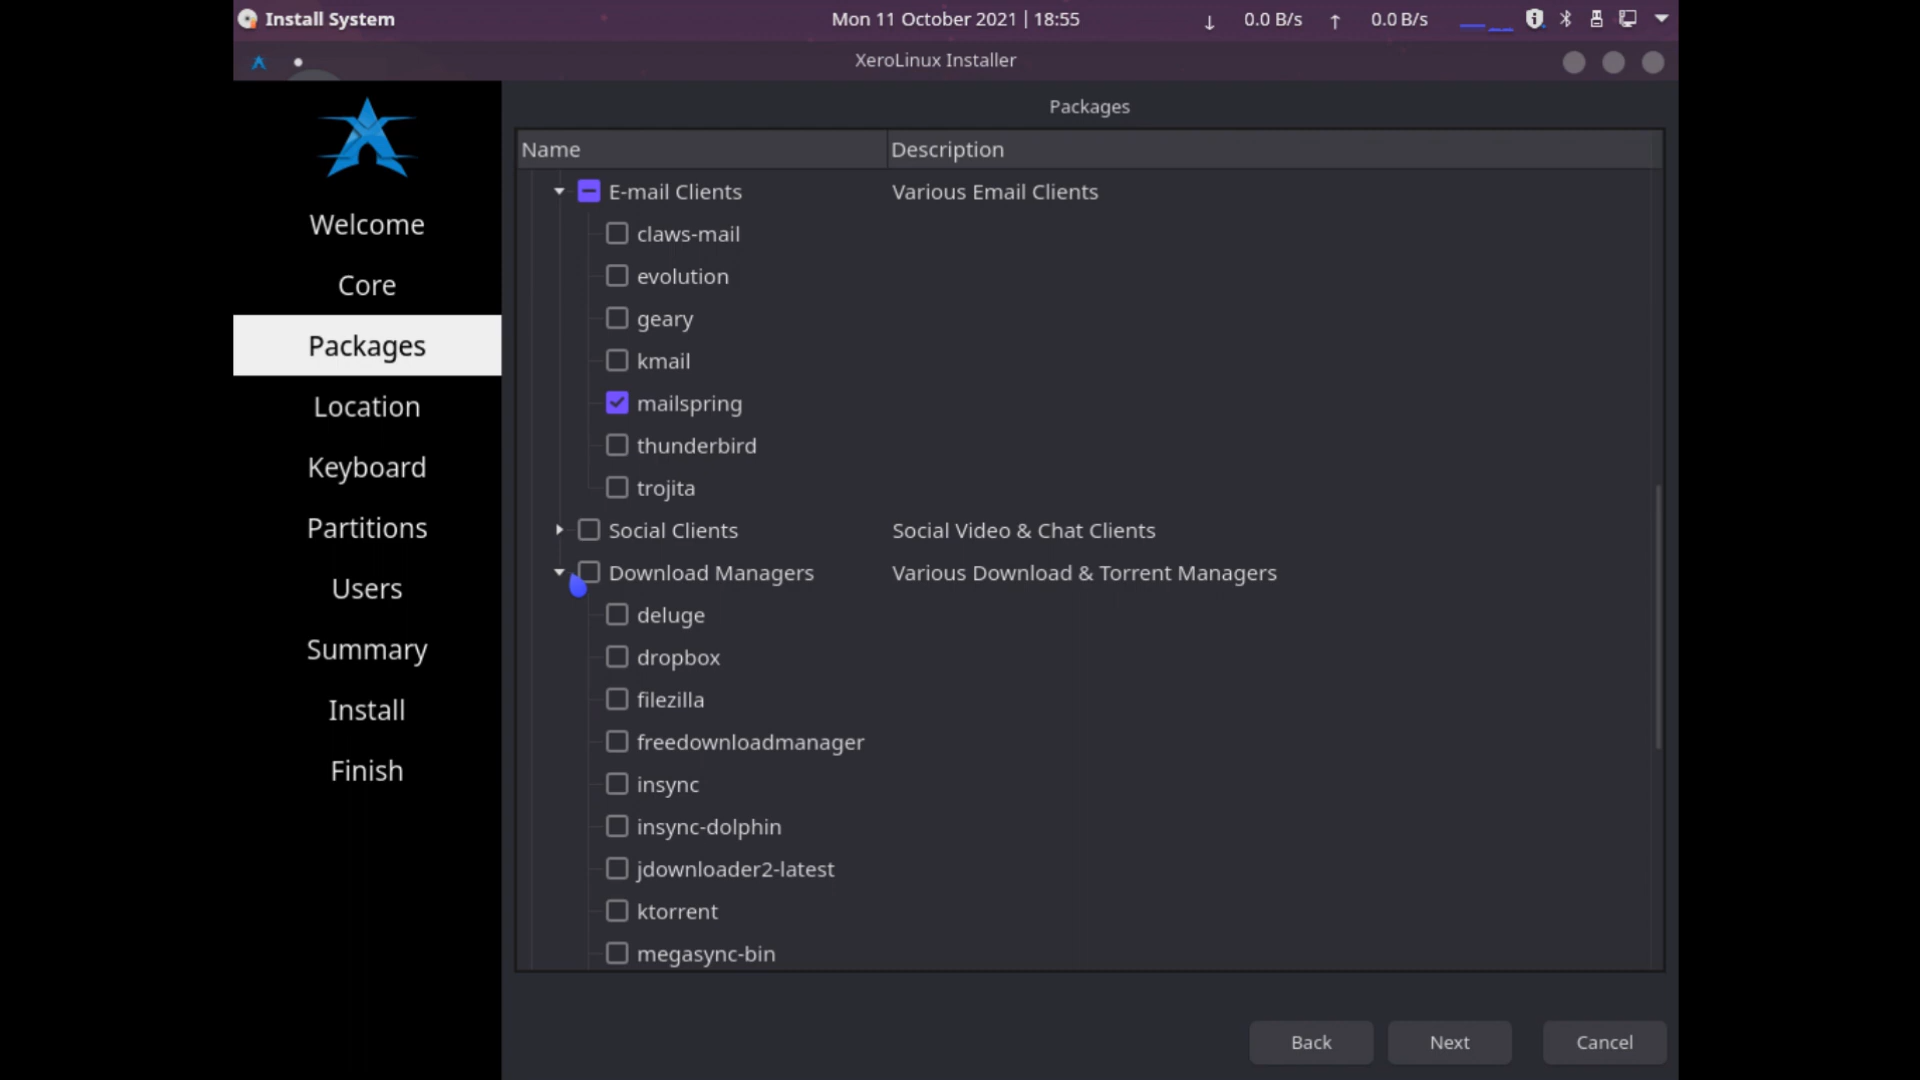 Install System
Mon 11 October 2021 | 18:55
↓ 0.0 B/s ↑ 0.0 B/s
XeroLinux Installer
Welcome
Core
Packages
Location
Keyboard
Partitions
Users
Summary
Install
Finish
Packages
Name Description
E-mail Clients Various Email Clients
claws-mail
evolution
geary
kmail
mailspring
thunderbird
trojita
Social Clients Social Video & Chat Clients
Download Managers Various Download & Torrent Managers
deluge
dropbox
filezilla
freedownloadmanager
insync
insync-dolphin
jdownloader2-latest
ktorrent
megasync-bin
Back Next Cancel